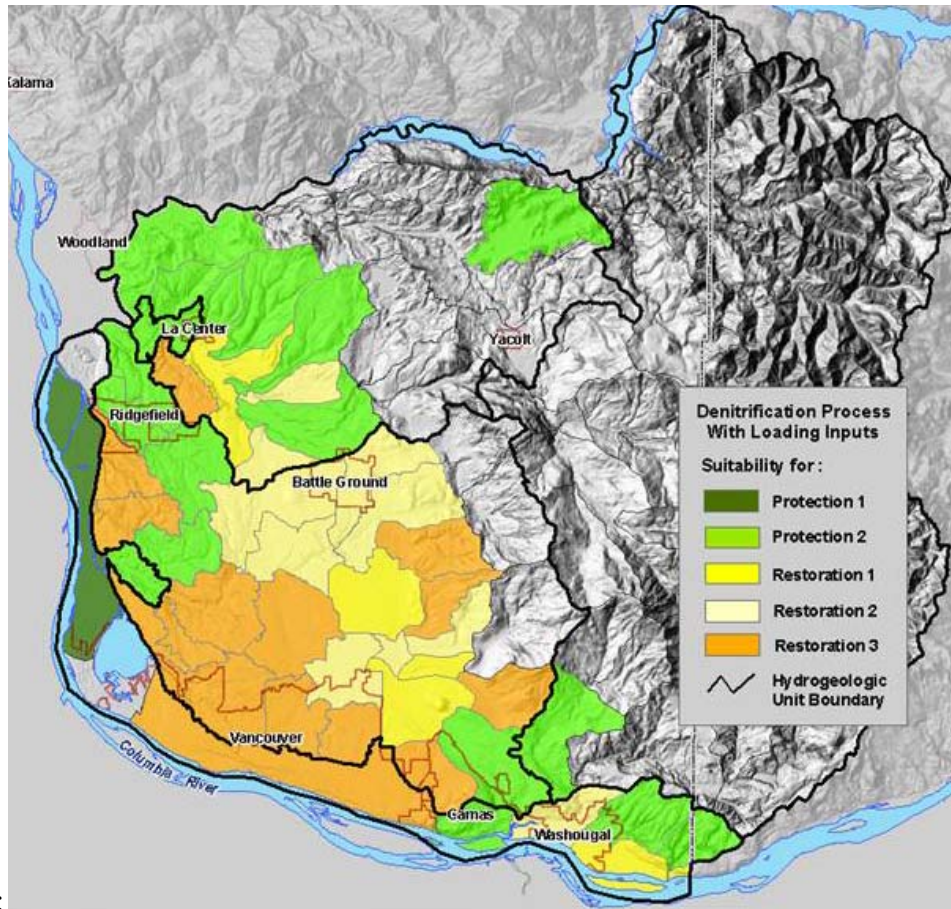 Kalama
Woodland
La Center
Yacolt
Ridgefield
Battle Ground
Vancouver
Columbia River
Camas
Washougal
Denitrification Process
With Loading Inputs
Suitability for :
Protection 1
Protection 2
Restoration 1
Restoration 2
Restoration 3
Hydrogeologic
Unit Boundary